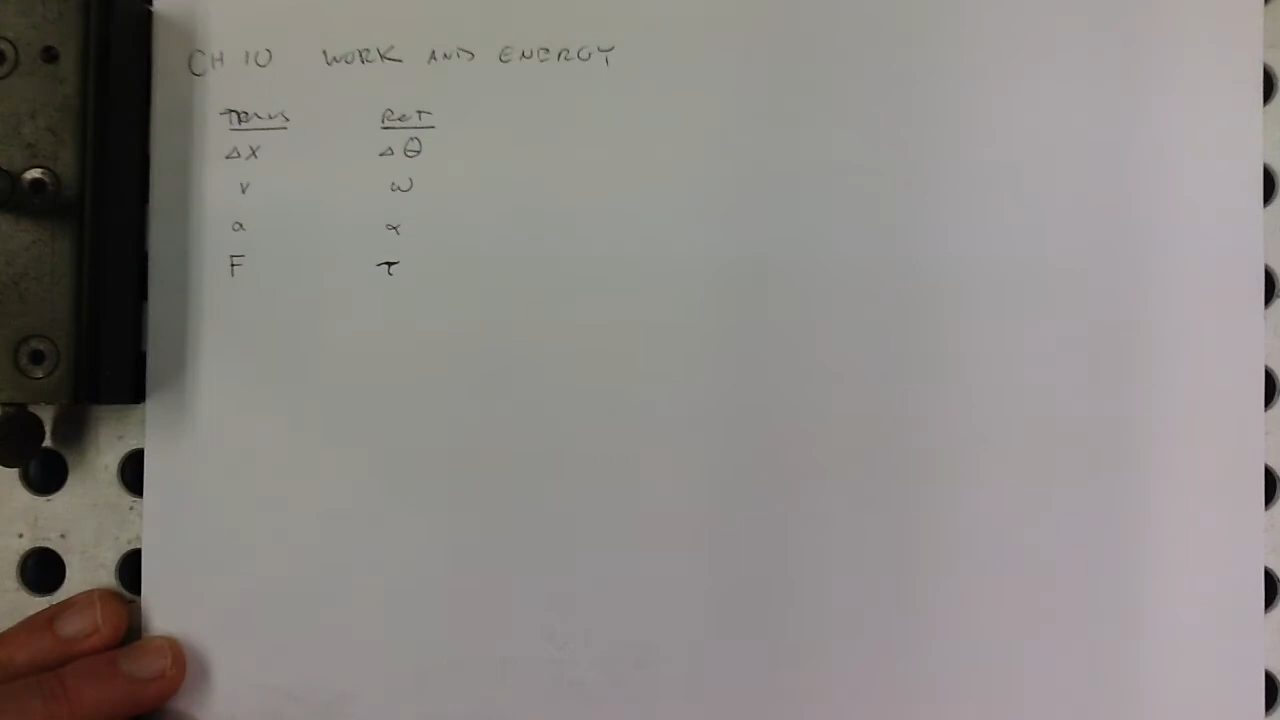 CH 10 WORK AND ENERGY
TRANS ROT
Δx Δθ
v ω
a α
F τ